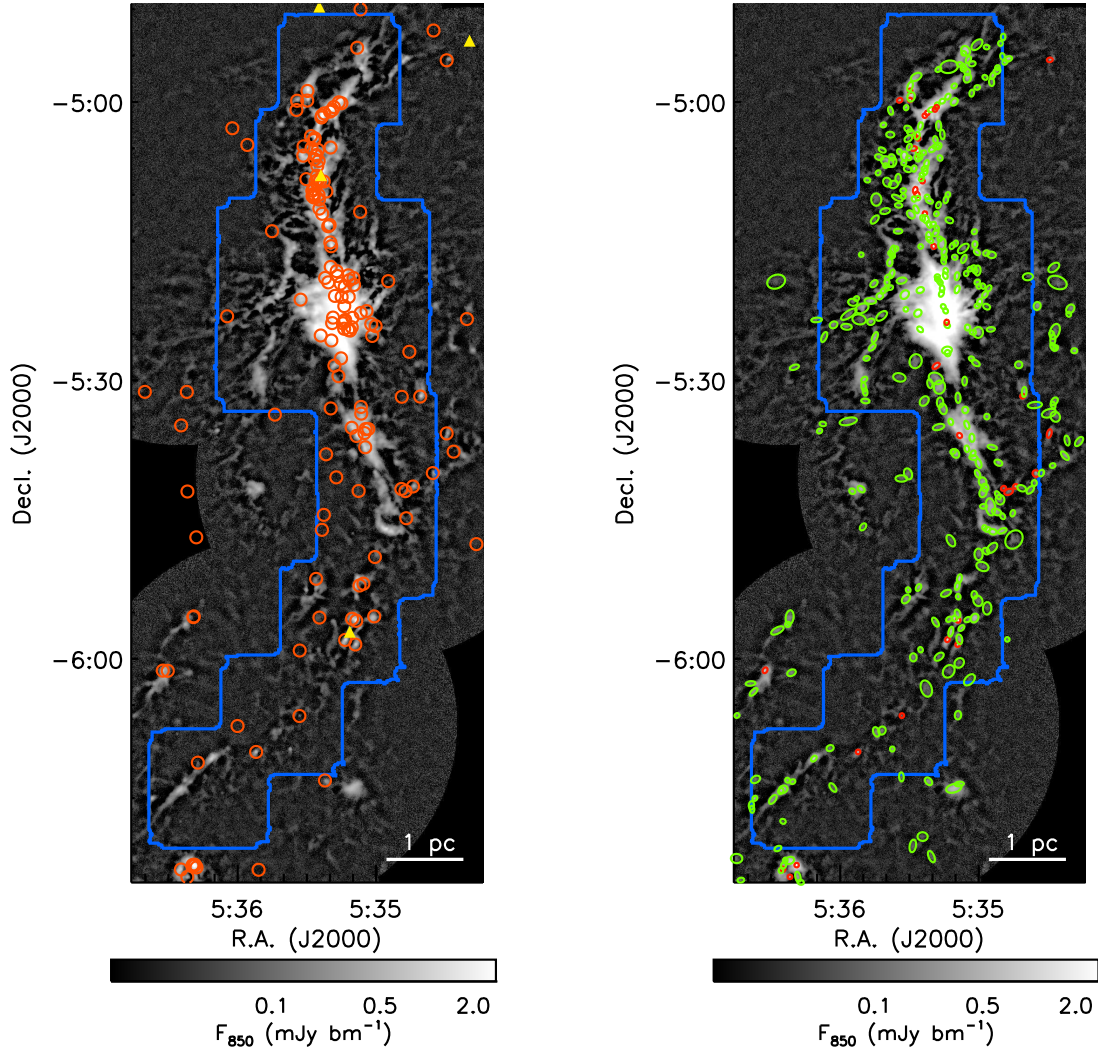 Decl. (J2000)
−5:00
−5:30
−6:00
1 pc
5:36
5:35
R.A. (J2000)
0.1
0.5
2.0
F₈₅₀ (mJy bm⁻¹)
Decl. (J2000)
−5:00
−5:30
−6:00
1 pc
5:36
5:35
R.A. (J2000)
0.1
0.5
2.0
F₈₅₀ (mJy bm⁻¹)